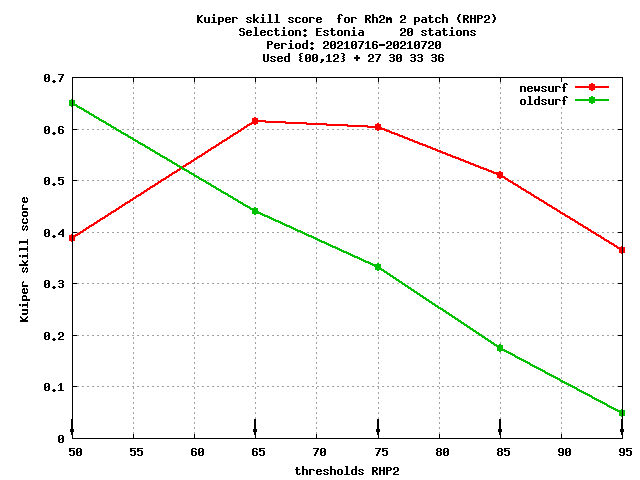 Kuiper skill score  for Rh2m 2 patch (RHP2)
Selection: Estonia     20 stations
Period: 20210716-20210720
Used {00,12} + 27 30 33 36
newsurf
oldsurf
0.7
0.6
0.5
0.4
0.3
0.2
0.1
0
Kuiper skill score
50 55 60 65 70 75 80 85 90 95
thresholds RHP2